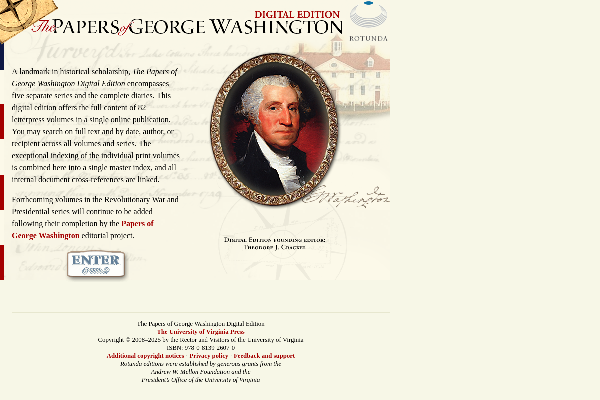 DIGITAL EDITION
The PAPERS of GEORGE WASHINGTON
ROTUNDA
A landmark in historical scholarship, The Papers of
George Washington Digital Edition encompasses
five separate series and the complete diaries. This
digital edition offers the full content of 82
letterpress volumes in a single online publication.
You may search on full text and by date, author, or
recipient across all volumes and series. The
exceptional indexing of the individual print volumes
is combined here into a single master index, and all
internal document cross-references are linked.
Forthcoming volumes in the Revolutionary War and
Presidential series will continue to be added
following their completion by the Papers of
George Washington editorial project.
ENTER
Washington
DIGITAL EDITION FOUNDING EDITOR:
THEODORE J. CRACKEL
The Papers of George Washington Digital Edition
The University of Virginia Press
Copyright © 2008–2025 by the Rector and Visitors of the University of Virginia
ISBN: 978-0-8139-2607-0
Additional copyright notices · Privacy policy · Feedback and support
Rotunda editions were established by generous grants from the
Andrew W. Mellon Foundation and the
President's Office of the University of Virginia